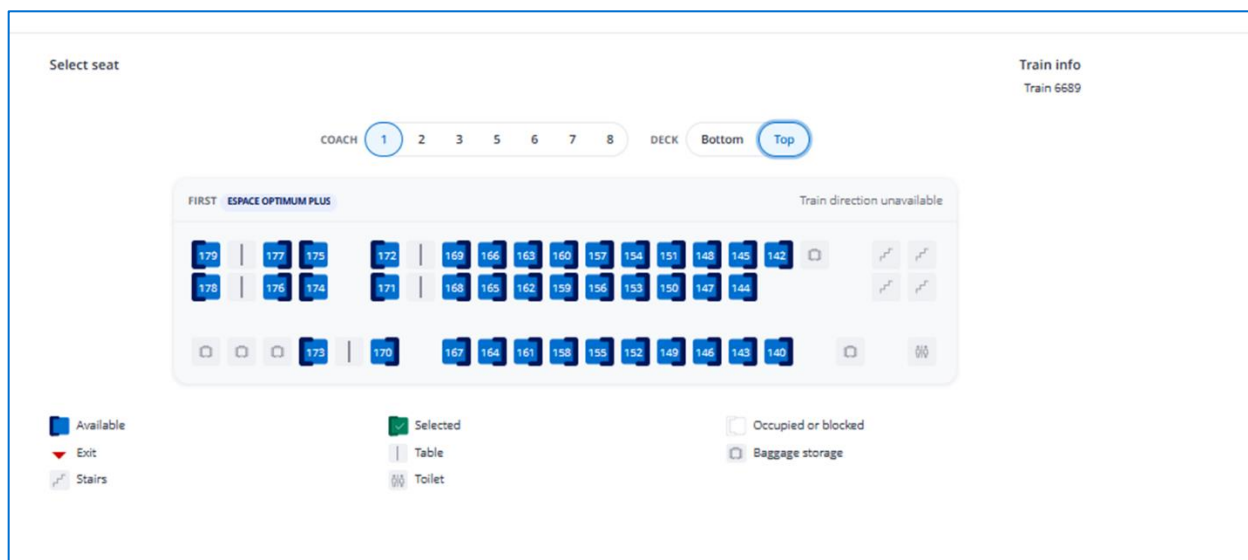 Select seat
Train info
Train 6689
COACH 1 2 3 5 6 7 8 DECK Bottom Top
FIRST ESPACE OPTIMUM PLUS Train direction unavailable
179 177 175 172 169 166 163 160 157 154 151 148 145 142
178 176 174 171 168 165 162 159 156 153 150 147 144
173 170 167 164 161 158 155 152 149 146 143 140
Available Selected Occupied or blocked
Exit Table Baggage storage
Stairs Toilet